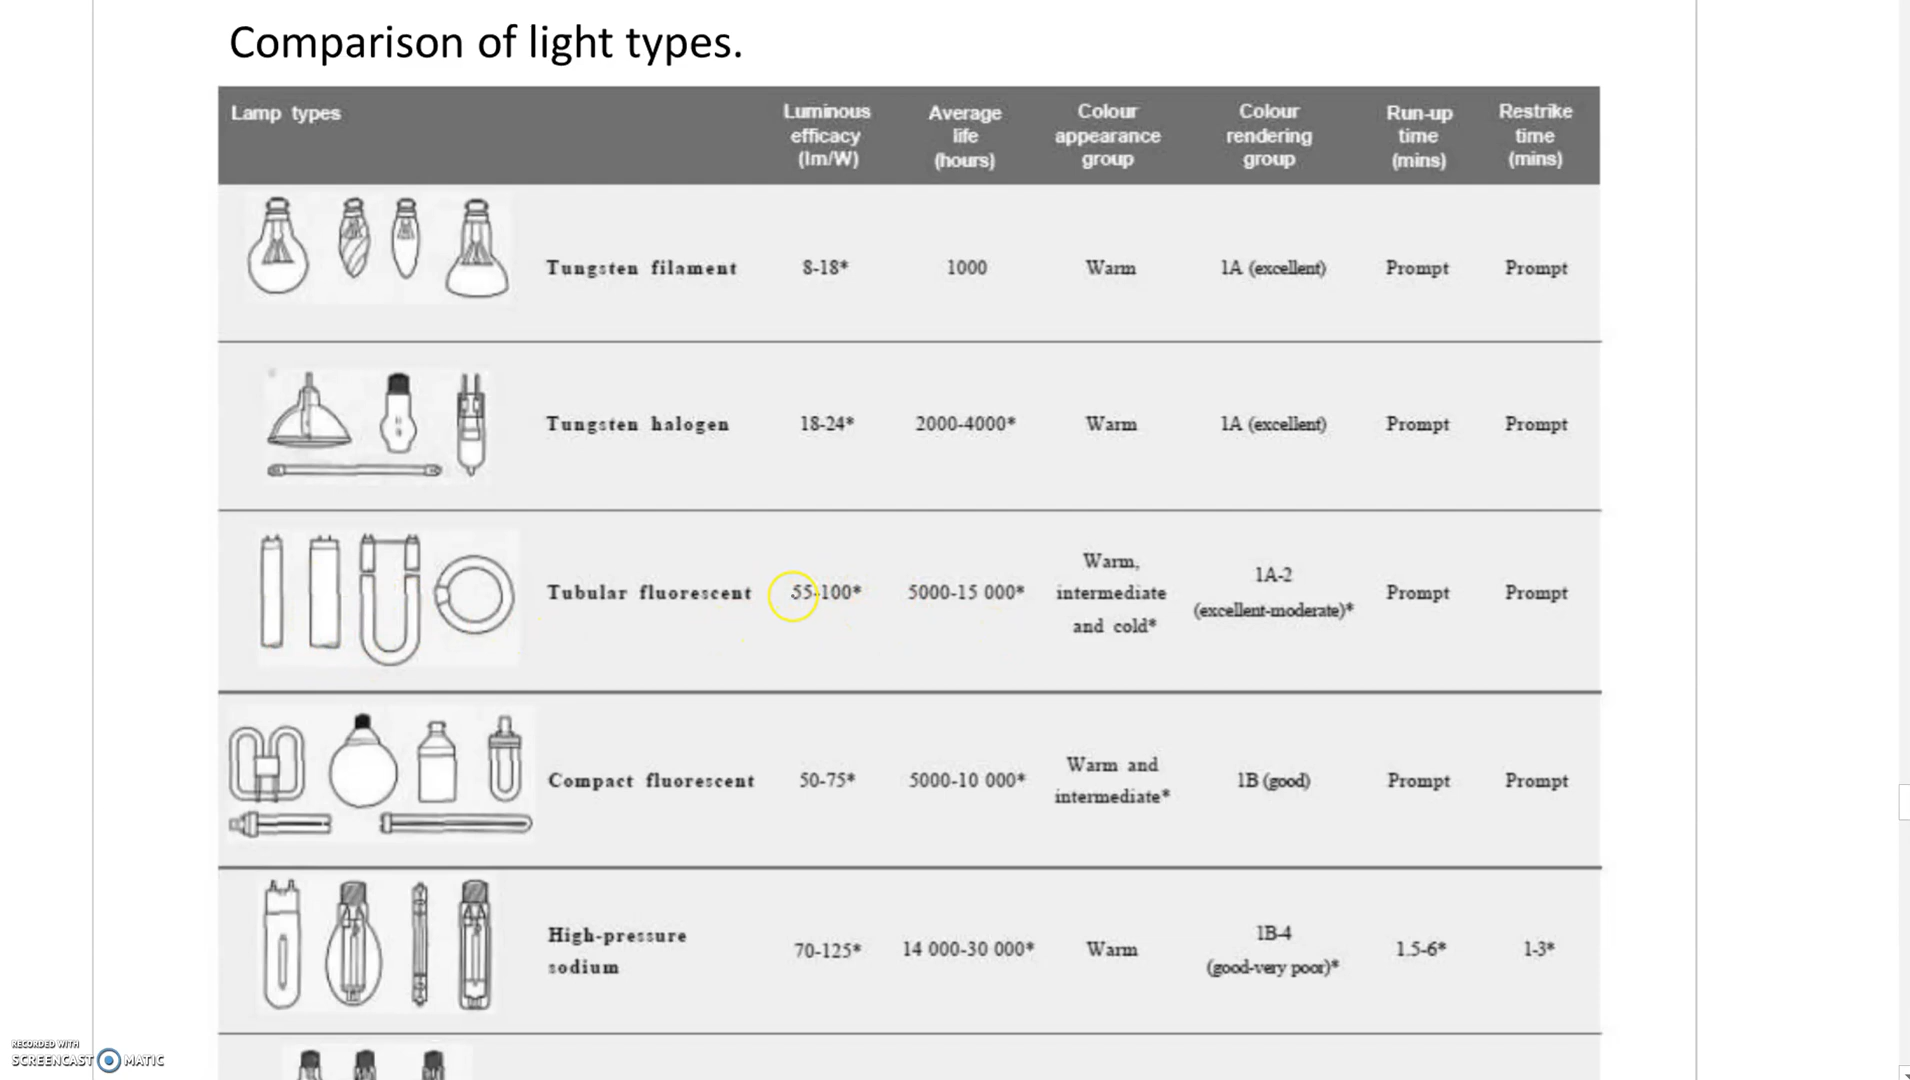 Comparison of light types.
Lamp types
Luminous efficacy (lm/W)
Average life (hours)
Colour appearance group
Colour rendering group
Run-up time (mins)
Restrike time (mins)
Tungsten filament 8-18* 1000 Warm 1A (excellent) Prompt Prompt
Tungsten halogen 18-24* 2000-4000* Warm 1A (excellent) Prompt Prompt
Tubular fluorescent 55-100* 5000-15 000* Warm, intermediate and cold* 1A-2 (excellent-moderate)* Prompt Prompt
Compact fluorescent 50-75* 5000-10 000* Warm and intermediate* 1B (good) Prompt Prompt
High-pressure sodium 70-125* 14 000-30 000* Warm 1B-4 (good-very poor)* 1.5-6* 1-3*
RECORDED WITH
SCREENCAST MATIC